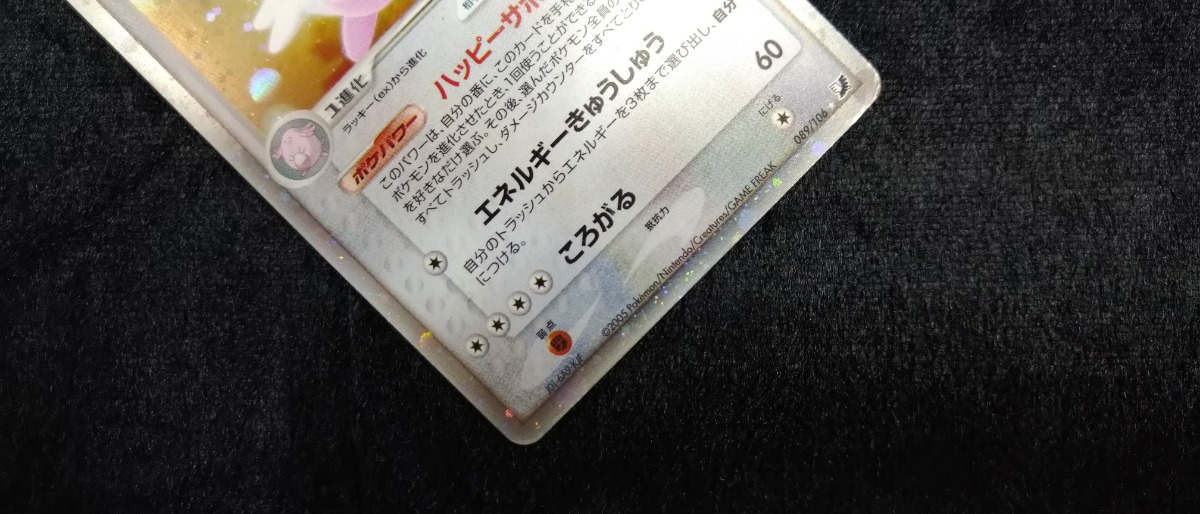 1進化
ラッキー(ex)から進化
ポケパワー
ハッピーサポ
このパワーは、自分の番に、このカードを手札
ポケモンを進化させたとき、1回使うことができる
を好きなだけ選ぶ。その後、選んだポケモン全員の
すべてトラッシュし、ダメージカウンターをすべてとり
エネルギーきゅうしゅう
自分のトラッシュからエネルギーを3枚まで選び出し、自分
につける。
ころがる
60
弱点
抵抗力
にげる
©2005 Pokémon/Nintendo/Creatures/GAME FREAK
089/106